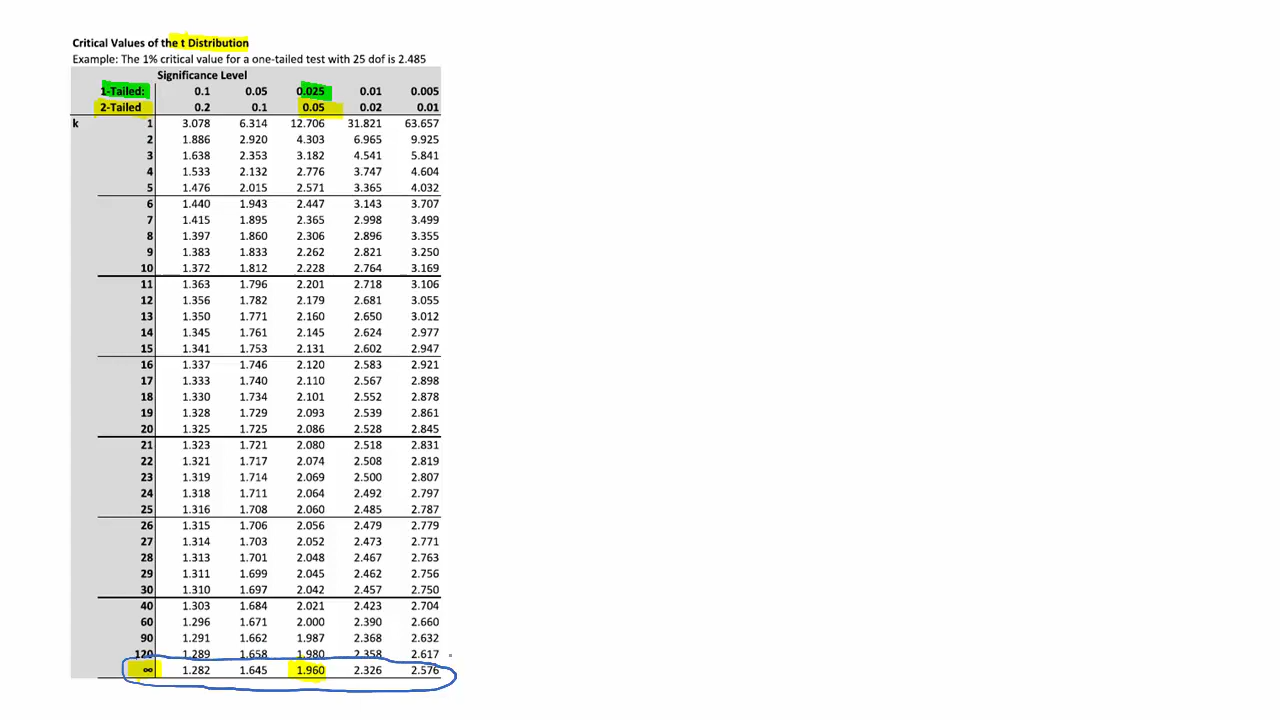 Critical Values of the t Distribution
Example: The 1% critical value for a one-tailed test with 25 dof is 2.485
Significance Level
1-Tailed: 0.1 0.05 0.025 0.01 0.005
2-Tailed 0.2 0.1 0.05 0.02 0.01
k 1 3.078 6.314 12.706 31.821 63.657
2 1.886 2.920 4.303 6.965 9.925
3 1.638 2.353 3.182 4.541 5.841
4 1.533 2.132 2.776 3.747 4.604
5 1.476 2.015 2.571 3.365 4.032
6 1.440 1.943 2.447 3.143 3.707
7 1.415 1.895 2.365 2.998 3.499
8 1.397 1.860 2.306 2.896 3.355
9 1.383 1.833 2.262 2.821 3.250
10 1.372 1.812 2.228 2.764 3.169
11 1.363 1.796 2.201 2.718 3.106
12 1.356 1.782 2.179 2.681 3.055
13 1.350 1.771 2.160 2.650 3.012
14 1.345 1.761 2.145 2.624 2.977
15 1.341 1.753 2.131 2.602 2.947
16 1.337 1.746 2.120 2.583 2.921
17 1.333 1.740 2.110 2.567 2.898
18 1.330 1.734 2.101 2.552 2.878
19 1.328 1.729 2.093 2.539 2.861
20 1.325 1.725 2.086 2.528 2.845
21 1.323 1.721 2.080 2.518 2.831
22 1.321 1.717 2.074 2.508 2.819
23 1.319 1.714 2.069 2.500 2.807
24 1.318 1.711 2.064 2.492 2.797
25 1.316 1.708 2.060 2.485 2.787
26 1.315 1.706 2.056 2.479 2.779
27 1.314 1.703 2.052 2.473 2.771
28 1.313 1.701 2.048 2.467 2.763
29 1.311 1.699 2.045 2.462 2.756
30 1.310 1.697 2.042 2.457 2.750
40 1.303 1.684 2.021 2.423 2.704
60 1.296 1.671 2.000 2.390 2.660
90 1.291 1.662 1.987 2.368 2.632
120 1.289 1.658 1.980 2.358 2.617
∞ 1.282 1.645 1.960 2.326 2.576